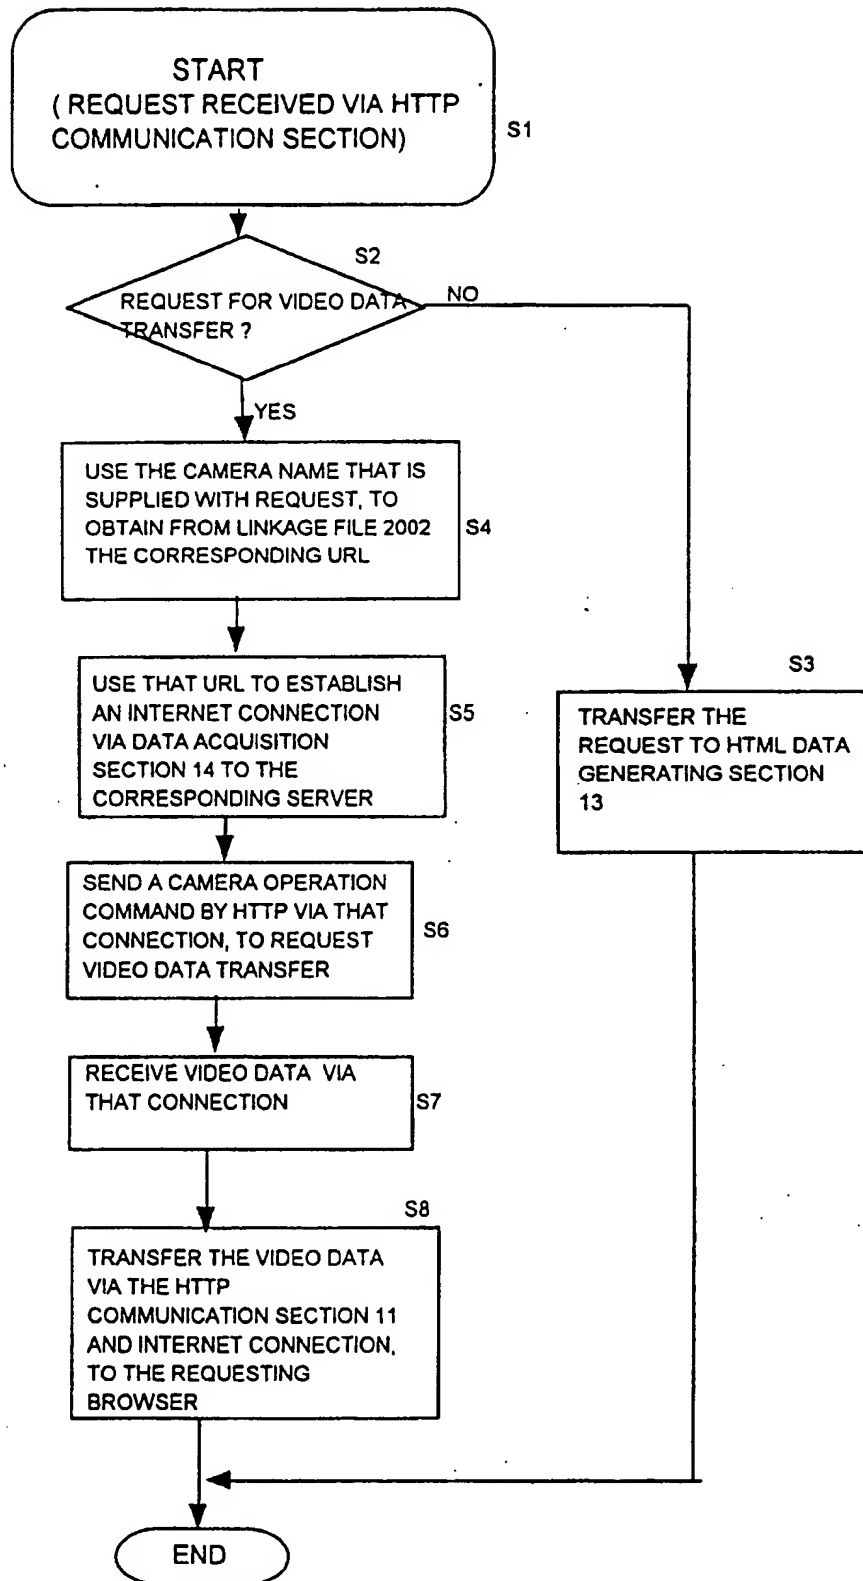 START
( REQUEST RECEIVED VIA HTTP
COMMUNICATION SECTION)
S1
S2
REQUEST FOR VIDEO DATA
TRANSFER ?
NO
YES
USE THE CAMERA NAME THAT IS
SUPPLIED WITH REQUEST, TO
OBTAIN FROM LINKAGE FILE 2002
THE CORRESPONDING URL
S4
USE THAT URL TO ESTABLISH
AN INTERNET CONNECTION
VIA DATA ACQUISITION
SECTION 14 TO THE
CORRESPONDING SERVER
S5
S3
TRANSFER THE
REQUEST TO HTML DATA
GENERATING SECTION
13
SEND A CAMERA OPERATION
COMMAND BY HTTP VIA THAT
CONNECTION, TO REQUEST
VIDEO DATA TRANSFER
S6
RECEIVE VIDEO DATA VIA
THAT CONNECTION
S7
S8
TRANSFER THE VIDEO DATA
VIA THE HTTP
COMMUNICATION SECTION 11
AND INTERNET CONNECTION,
TO THE REQUESTING
BROWSER
END